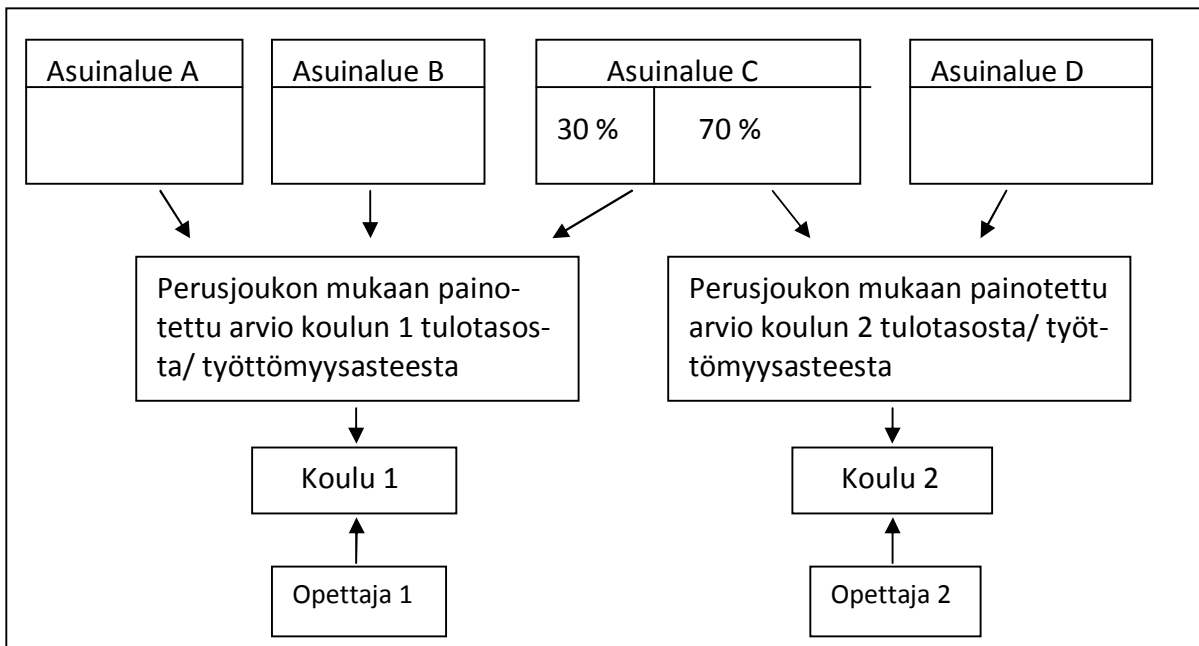 Asuinalue A
Asuinalue B
Asuinalue C
Asuinalue D
30 %
70 %
Perusjoukon mukaan paino-
tettu arvio koulun 1 tulotasos-
ta/ työttömyysasteesta
Perusjoukon mukaan painotettu
arvio koulun 2 tulotasosta/ työt-
tömyysasteesta
Koulu 1
Koulu 2
Opettaja 1
Opettaja 2